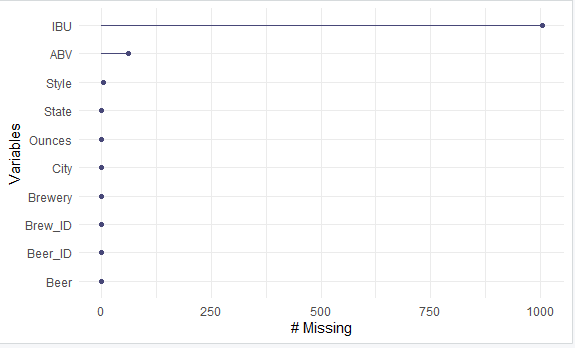 IBU
ABV
Style
State
Ounces
City
Brewery
Brew_ID
Beer_ID
Beer
Variables
0 250 500 750 1000
# Missing